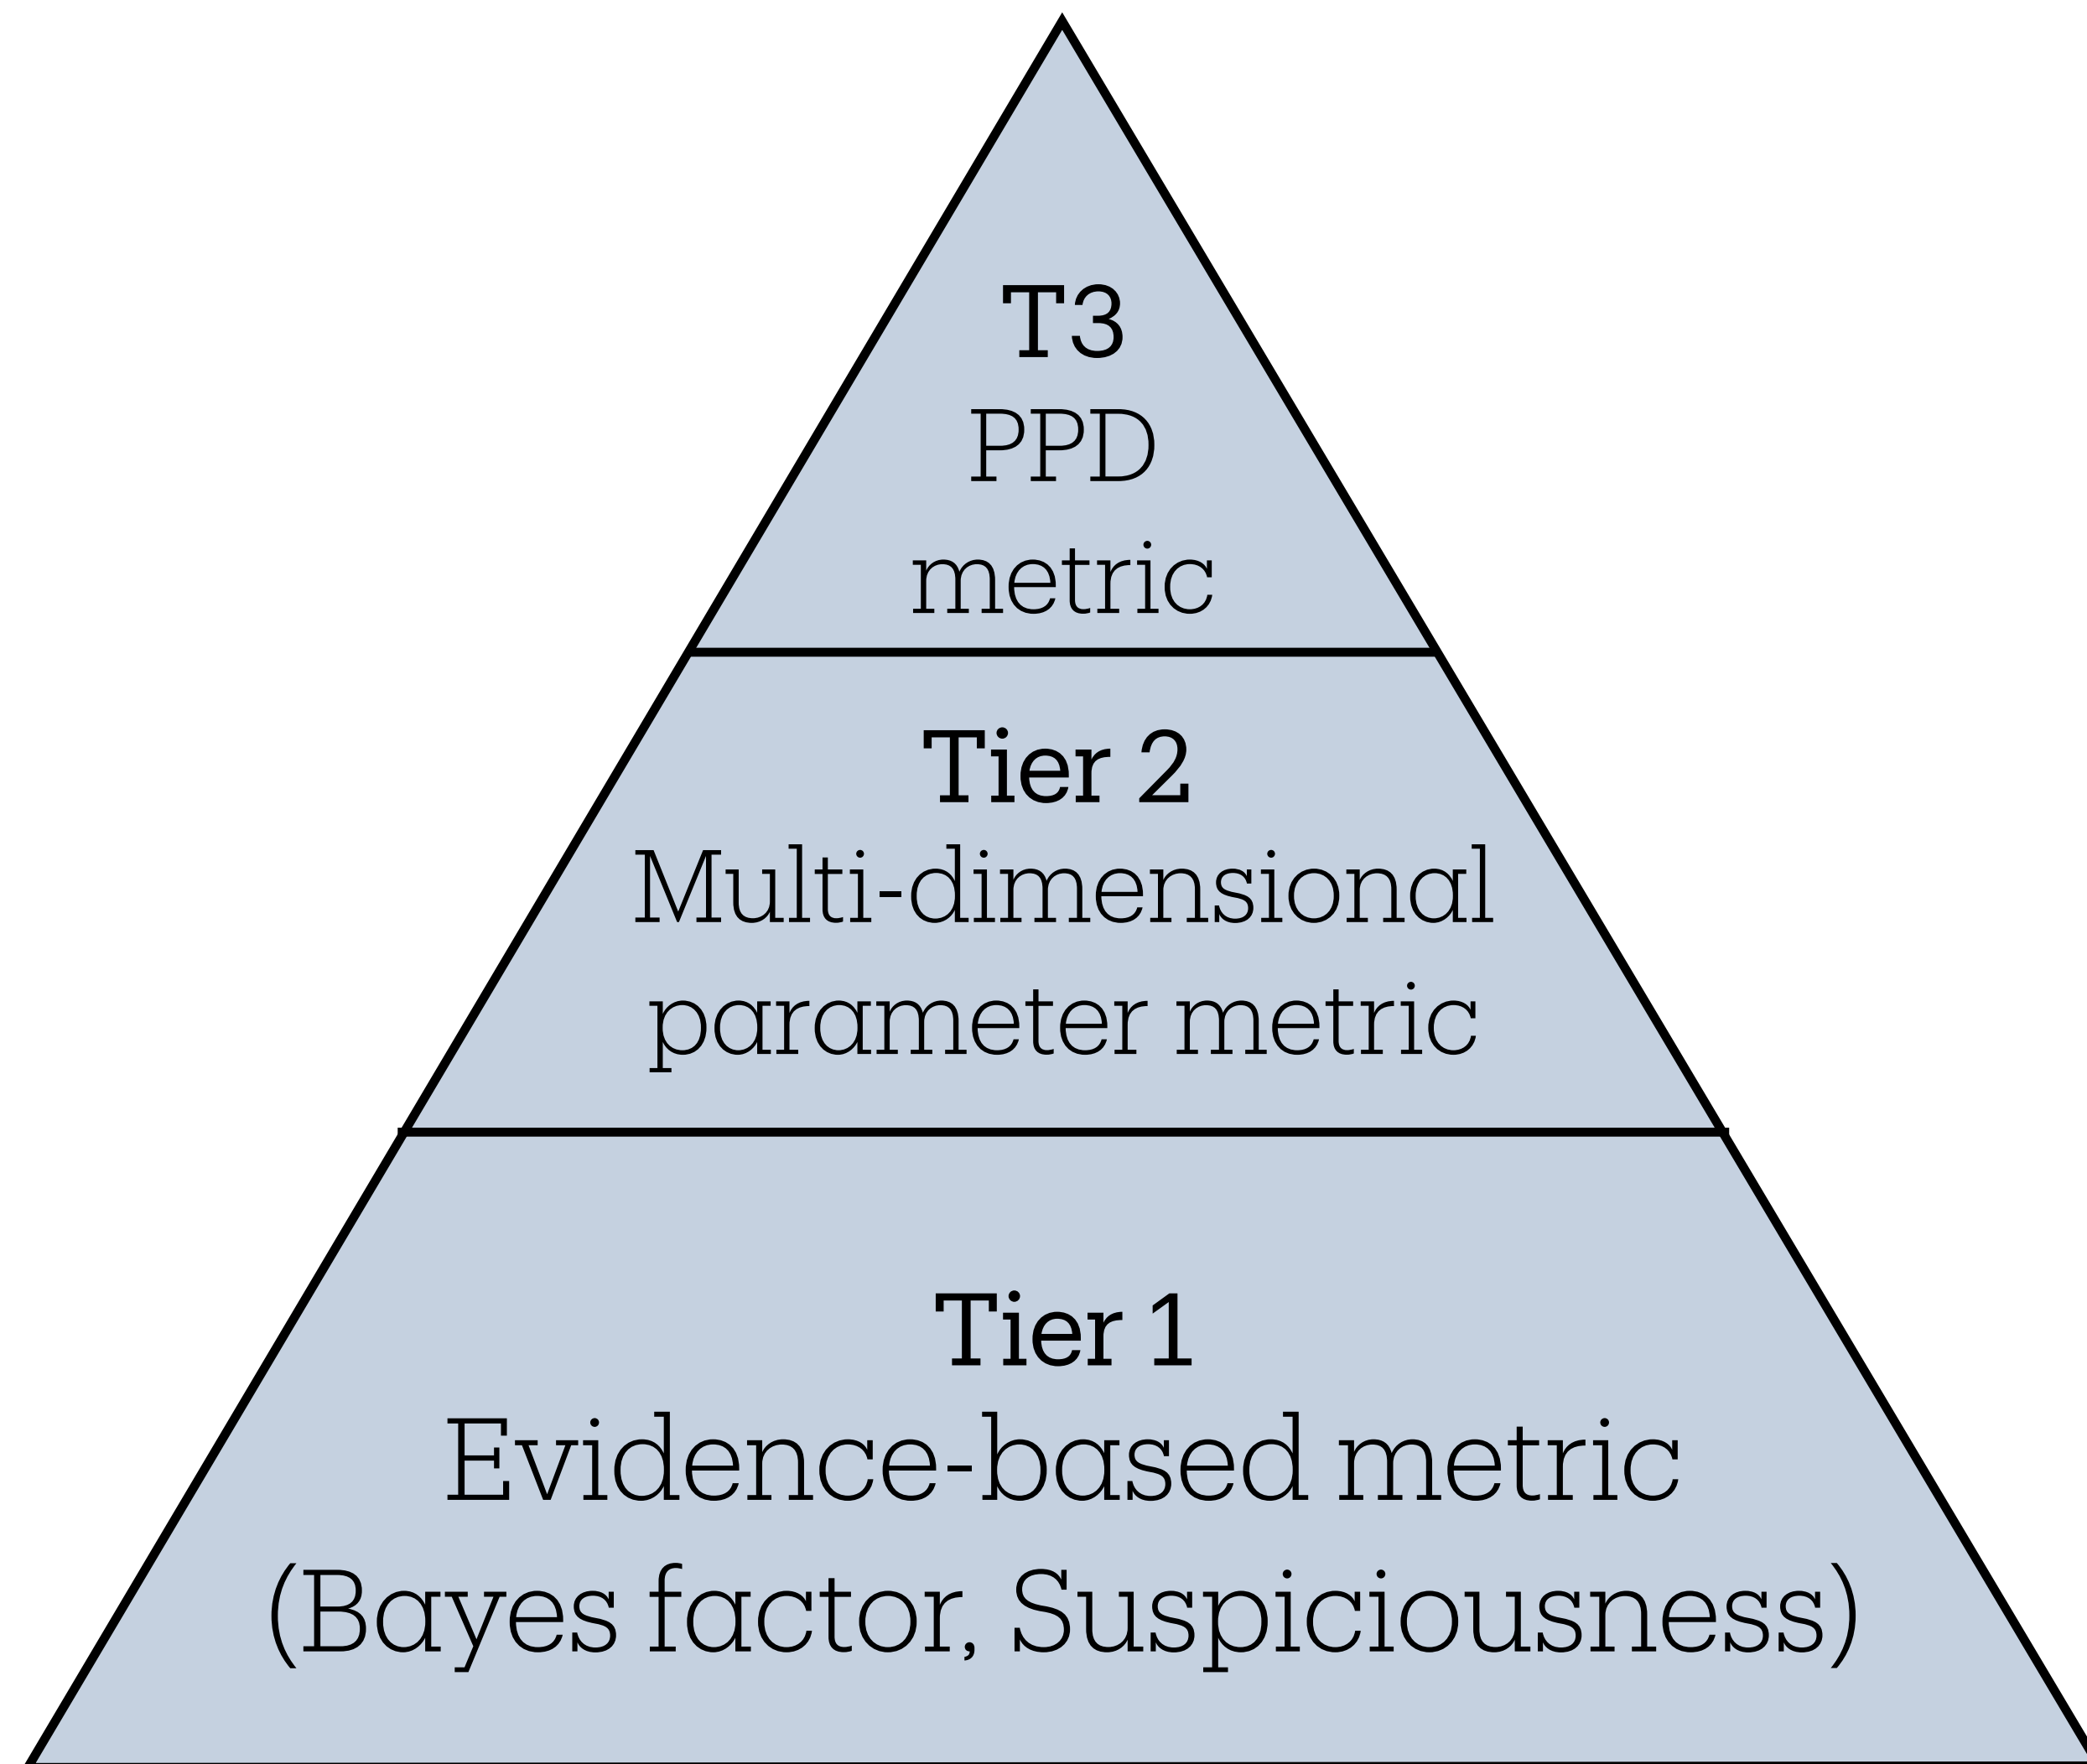 T3
PPD
metric
Tier 2
Multi-dimensional
parameter metric
Tier 1
Evidence-based metric
(Bayes factor, Suspiciousness)